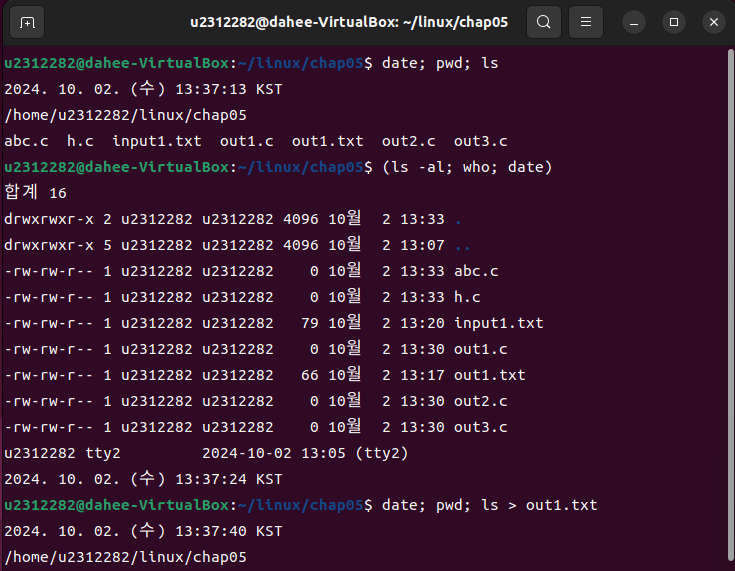 u2312282@dahee-VirtualBox: ~/linux/chap05
u2312282@dahee-VirtualBox:~/linux/chap05$ date; pwd; ls
2024. 10. 02. (수) 13:37:13 KST
/home/u2312282/linux/chap05
abc.c  h.c  input1.txt  out1.c  out1.txt  out2.c  out3.c
u2312282@dahee-VirtualBox:~/linux/chap05$ (ls -al; who; date)
합계 16
drwxrwxr-x 2 u2312282 u2312282 4096 10월  2 13:33 .
drwxrwxr-x 5 u2312282 u2312282 4096 10월  2 13:07 ..
-rw-rw-r-- 1 u2312282 u2312282    0 10월  2 13:33 abc.c
-rw-rw-r-- 1 u2312282 u2312282    0 10월  2 13:33 h.c
-rw-rw-r-- 1 u2312282 u2312282   79 10월  2 13:20 input1.txt
-rw-rw-r-- 1 u2312282 u2312282    0 10월  2 13:30 out1.c
-rw-rw-r-- 1 u2312282 u2312282   66 10월  2 13:17 out1.txt
-rw-rw-r-- 1 u2312282 u2312282    0 10월  2 13:30 out2.c
-rw-rw-r-- 1 u2312282 u2312282    0 10월  2 13:30 out3.c
u2312282 tty2         2024-10-02 13:05 (tty2)
2024. 10. 02. (수) 13:37:24 KST
u2312282@dahee-VirtualBox:~/linux/chap05$ date; pwd; ls > out1.txt
2024. 10. 02. (수) 13:37:40 KST
/home/u2312282/linux/chap05